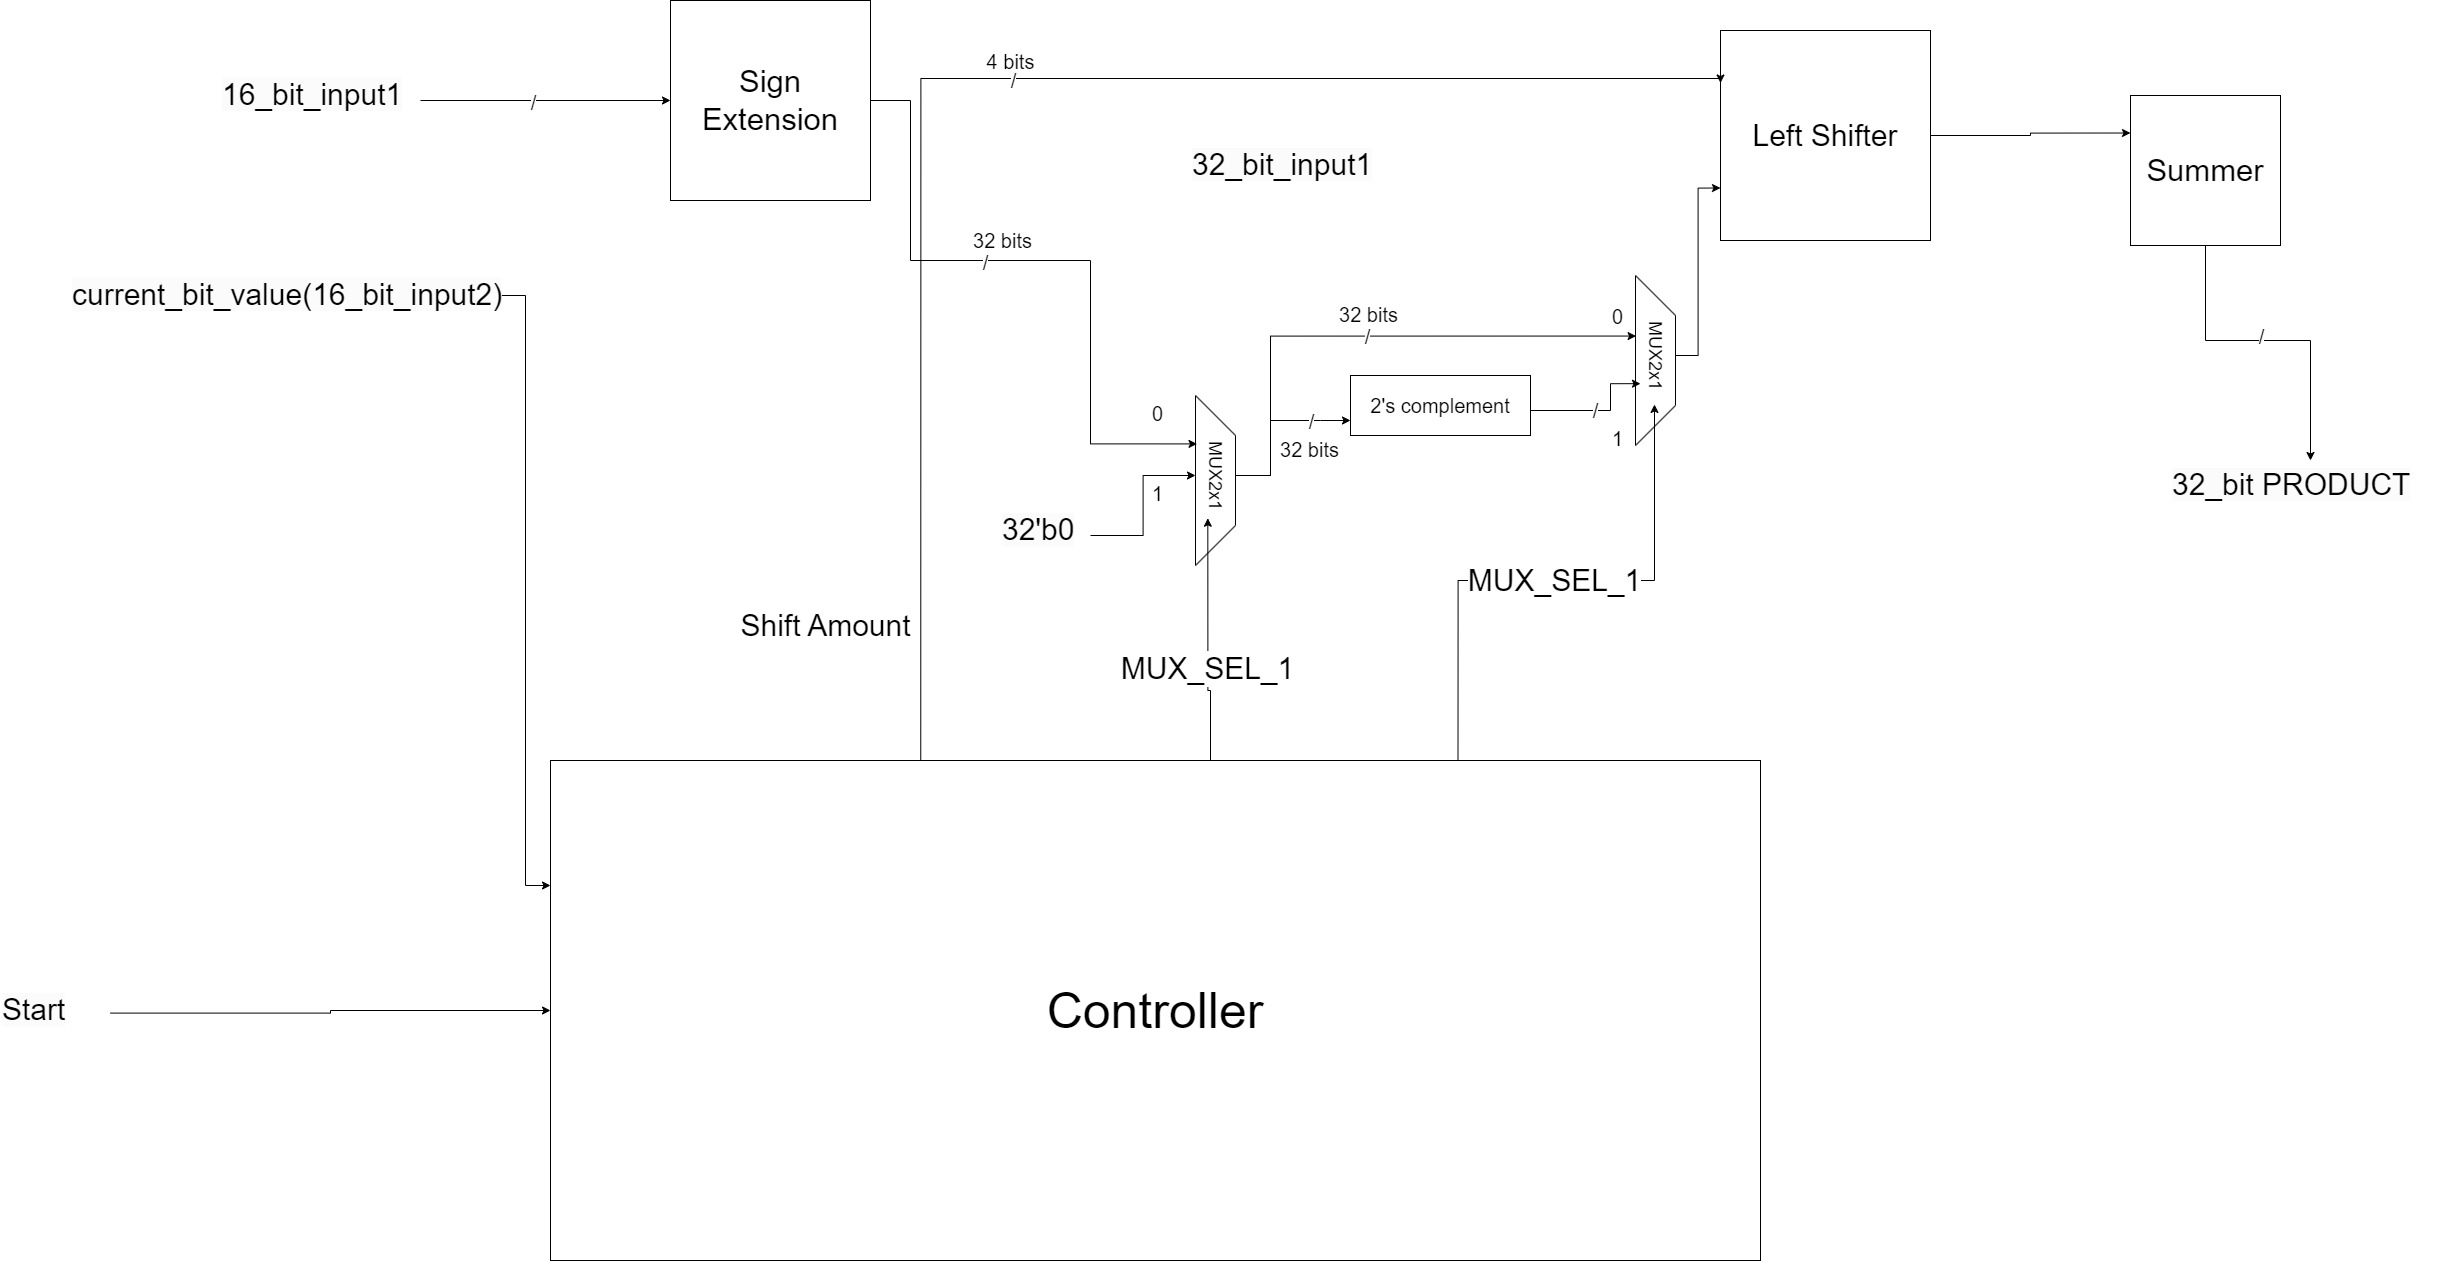 4 bits
Sign
Extension
16_bit_input1
Left Shifter
32_bit_input1
Summer
32 bits
current_bit_value(16_bit_input2)
32 bits
0
MUX2x1
2's complement
0
1
32 bits
MUX2x1
1
32'b0
32_bit PRODUCT
MUX_SEL_1
Shift Amount
MUX_SEL_1
Start
Controller